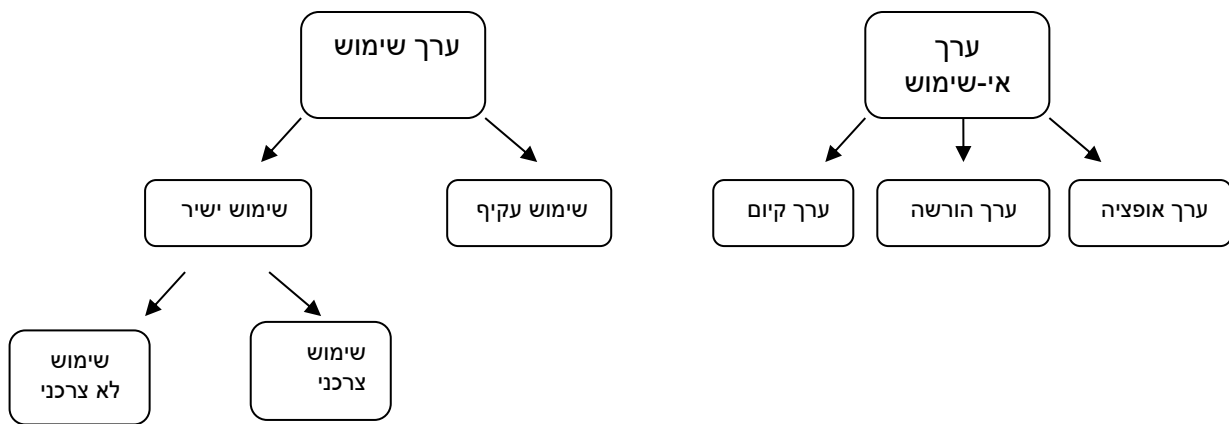 ערך
אי-שימוש
ערך שימוש
ערך אופציה
ערך הורשה
ערך קיום
שימוש עקיף
שימוש ישיר
שימוש
צרכני
שימוש
לא צרכני